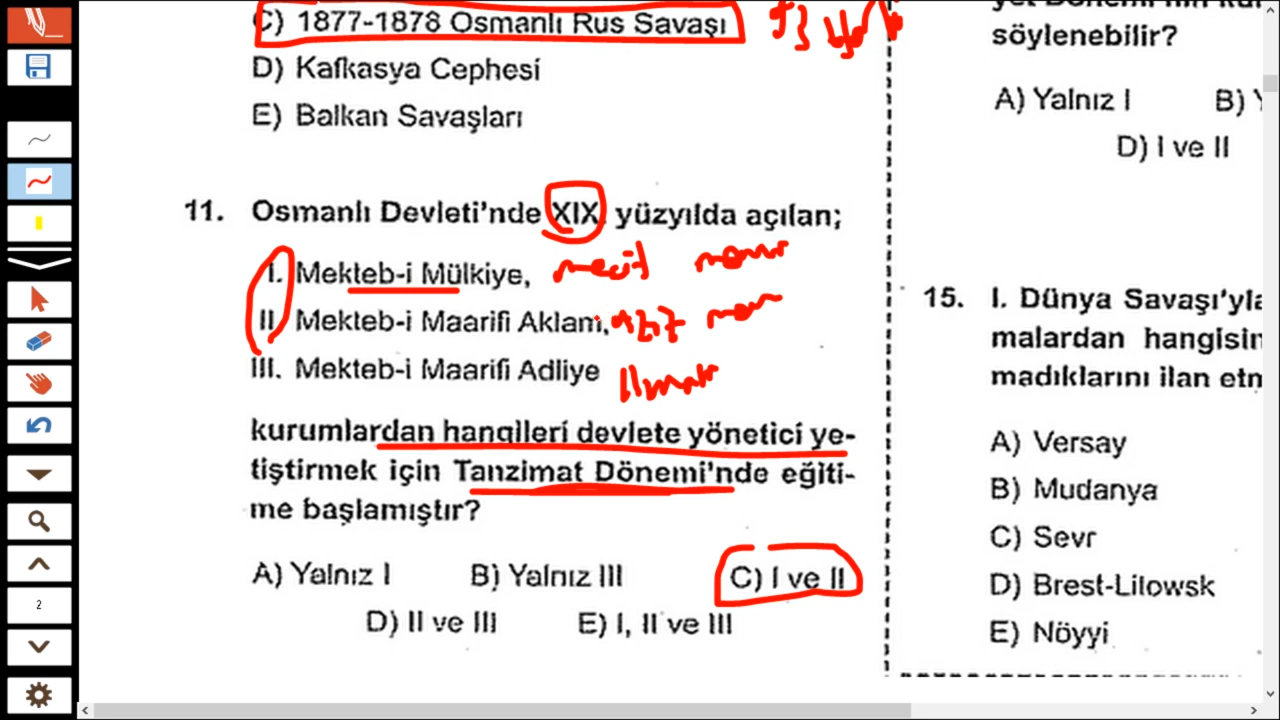 C) 1877-1878 Osmanlı Rus Savaşı
D) Kafkasya Cephesi
E) Balkan Savaşları
11. Osmanlı Devleti'nde XIX. yüzyılda açılan;
I. Mekteb-i Mülkiye,
II. Mekteb-i Maarifi Aklam,
III. Mekteb-i Maarifi Adliye
kurumlardan hangileri devlete yönetici ye-
tiştirmek için Tanzimat Dönemi'nde eğiti-
me başlamıştır?
A) Yalnız I B) Yalnız III C) I ve II
D) II ve III E) I, II ve III
söylenebilir?
A) Yalnız I B)
D) I ve II
15. I. Dünya Savaşı'yla
malardan hangisin
madıklarını ilan etm
A) Versay
B) Mudanya
C) Sevr
D) Brest-Lilowsk
E) Nöyyi
2